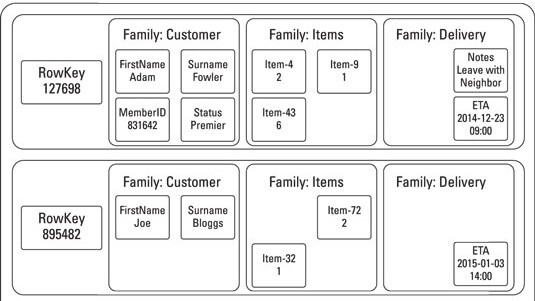 Family: Customer
Family: Items
Family: Delivery
RowKey
127698
FirstName
Adam
Surname
Fowler
MemberID
831642
Status
Premier
Item-4
2
Item-9
1
Item-43
6
Notes
Leave with
Neighbor
ETA
2014-12-23
09:00
Family: Customer
Family: Items
Family: Delivery
RowKey
895482
FirstName
Joe
Surname
Bloggs
Item-72
2
Item-32
1
ETA
2015-01-03
14:00